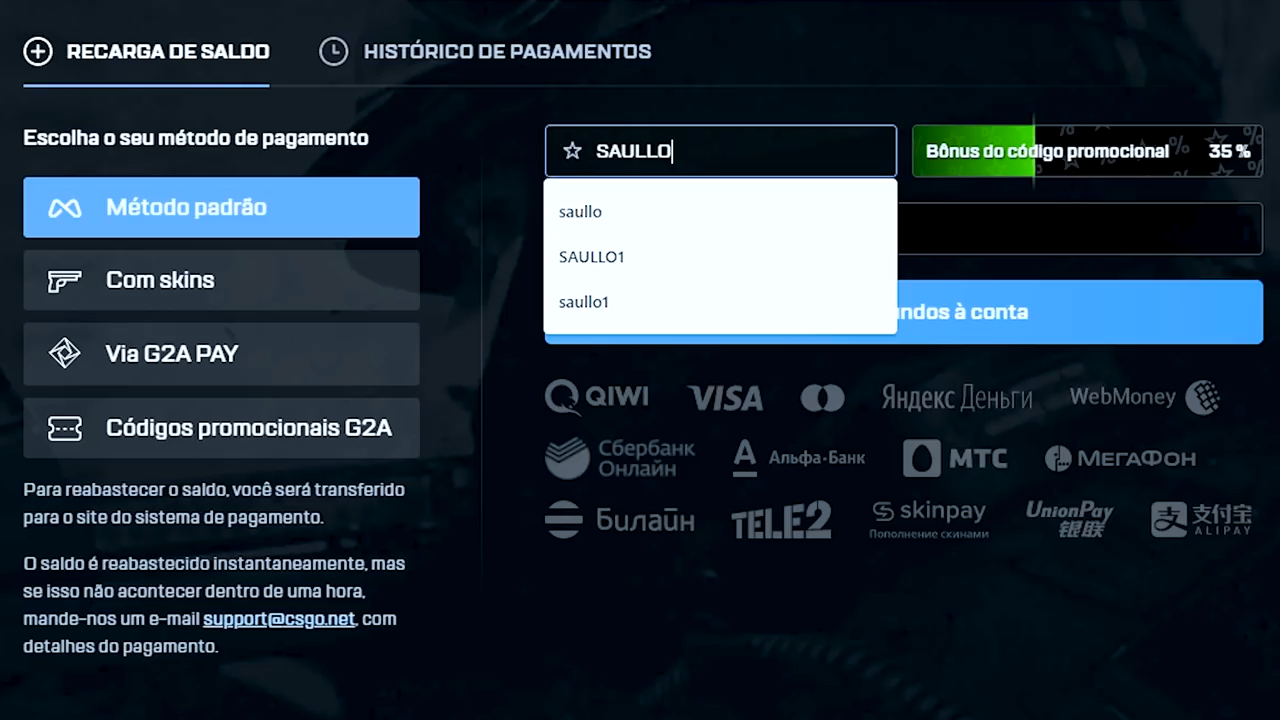 RECARGA DE SALDO
HISTÓRICO DE PAGAMENTOS
Escolha o seu método de pagamento
Método padrão
Com skins
Via G2A PAY
Códigos promocionais G2A
Para reabastecer o saldo, você será transferido
para o site do sistema de pagamento.
O saldo é reabastecido instantaneamente, mas
se isso não acontecer dentro de uma hora,
mande-nos um e-mail support@csgo.net, com
detalhes do pagamento.
SAULLO
Bônus do código promocional 35 %
saullo
SAULLO1
saullo1
ndos à conta
QIWI VISA Яндекс Деньги WebMoney
Сбербанк
Онлайн
А Альфа-Банк МТС МЕГАФОН
Билайн TELE2
skinpay
Пополнение скинами
UnionPay
银联
支 支付宝
ALIPAY